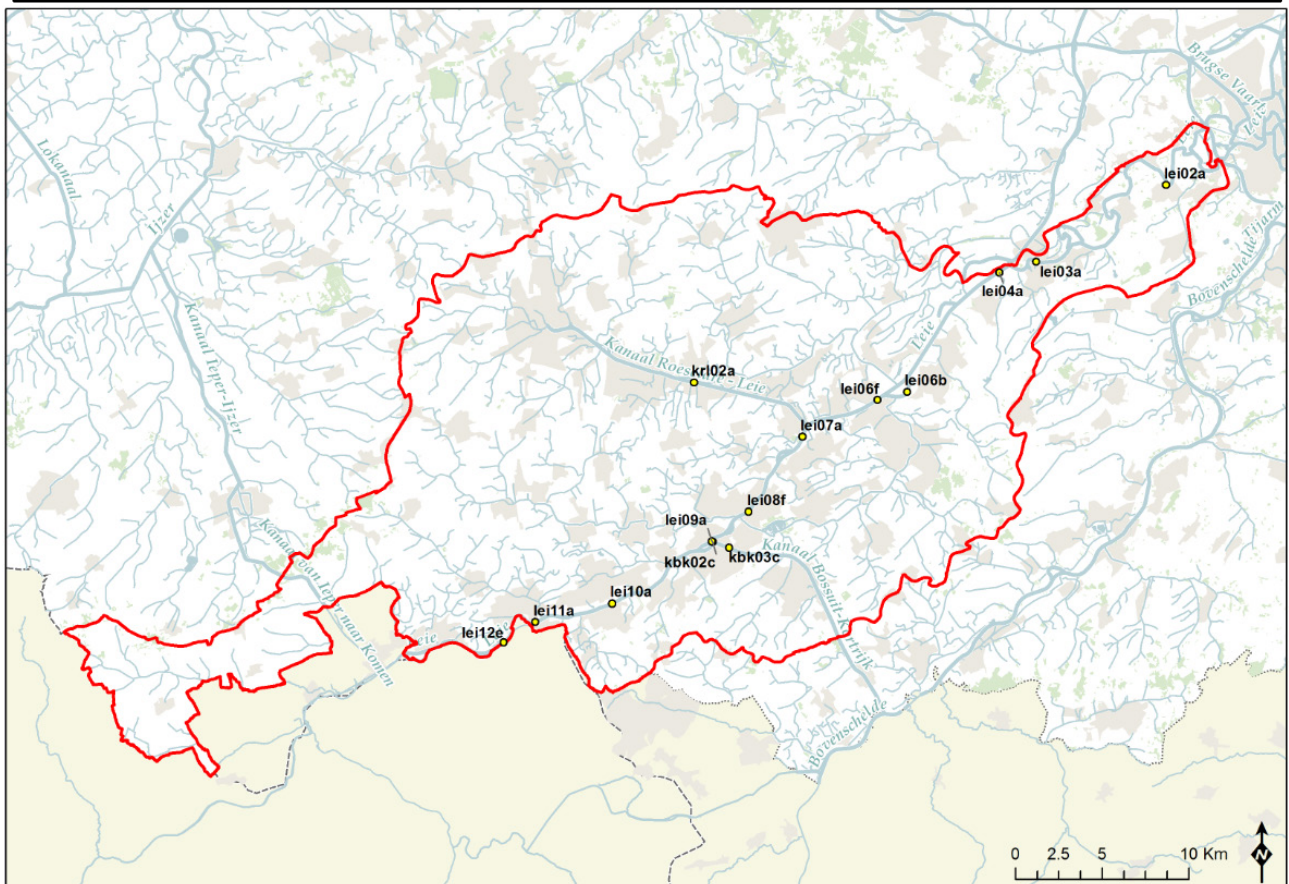 Brugse Vaart
Leie
Lokanaal
Ijzer
lei02a
Tijarm
Bovenschelde
lei03a
lei04a
Kanaal Ieper-Ijzer
Leie
Kanaal Roeselare - Leie
krl02a
lei06f
lei06b
lei07a
lei08f
lei09a
Kanaal Bossuit-Kortrijk
kbk02c
kbk03c
Kanaal van Ieper naar Komen
lei10a
lei11a
lei12e
Bovenschelde
0 2.5 5 10 Km
N